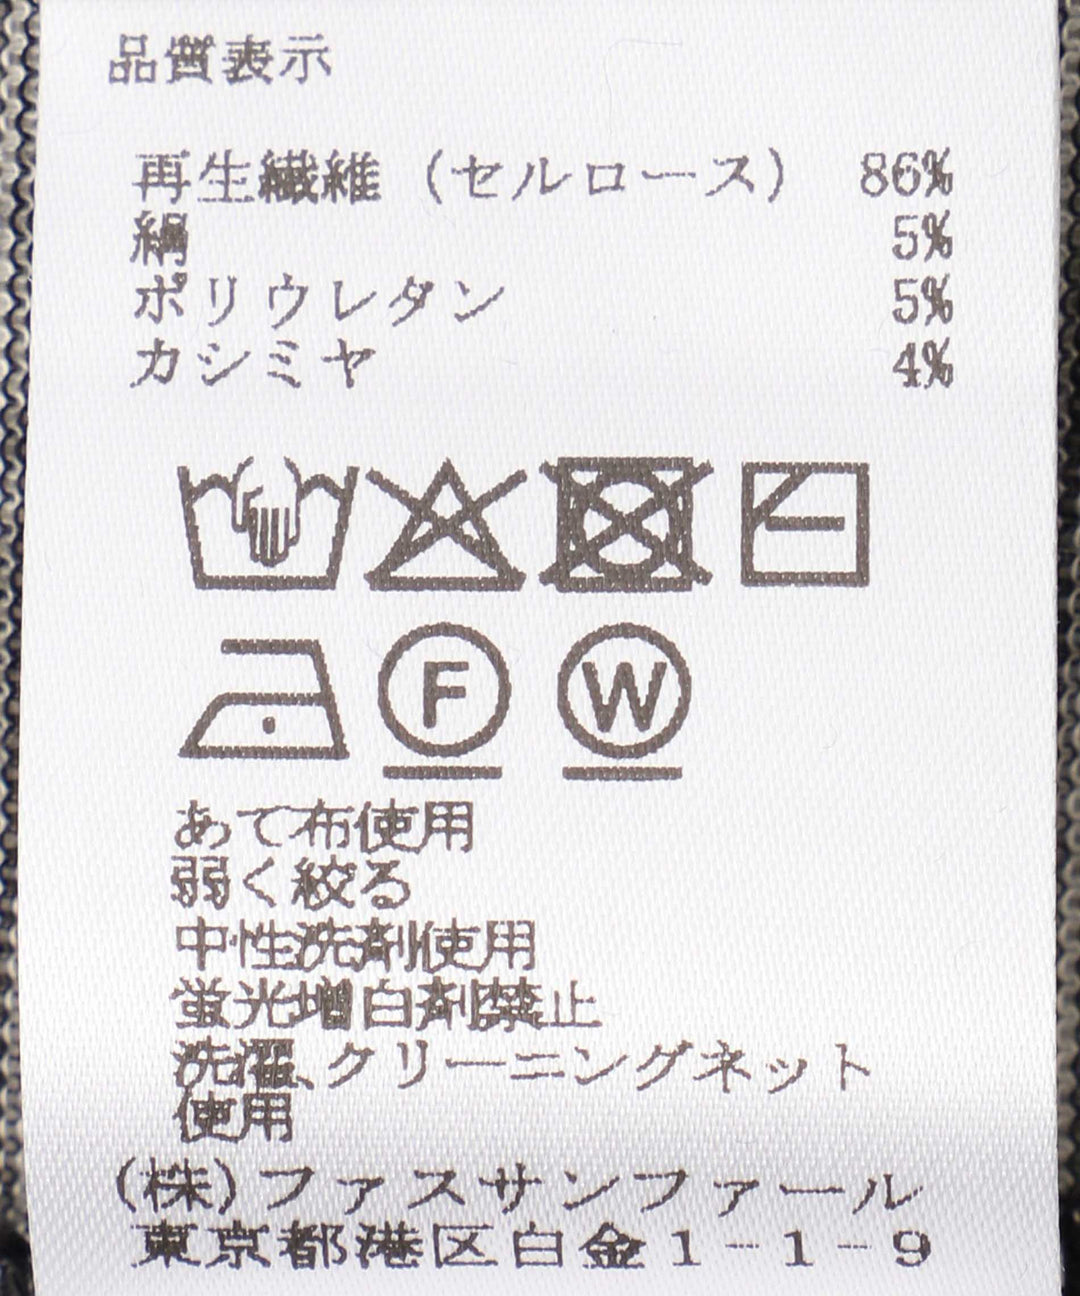 品質表示
再生繊維（セルロース） 86%
絹 5%
ポリウレタン 5%
カシミヤ 4%
F W
あて布使用
弱く絞る
中性洗剤使用
蛍光増白剤禁止
洗濯、クリーニングネット
使用
(株)ファスサンファール
東京都港区白金1-1-9